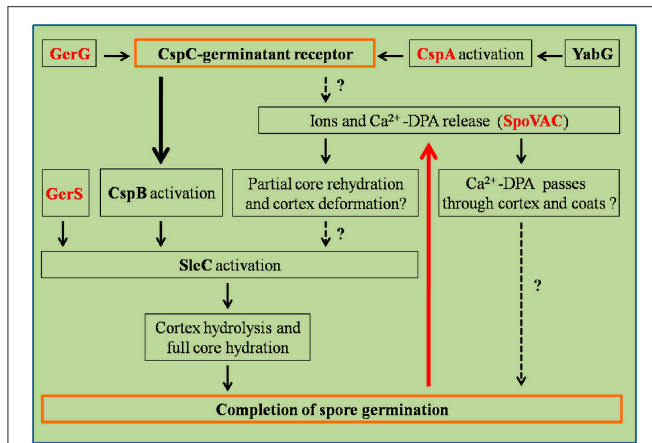 GerG
CspC-germinatant receptor
CspA activation
YabG
?
Ions and Ca²⁺-DPA release (SpoVAC)
GerS
CspB activation
Partial core rehydration
and cortex deformation?
Ca²⁺-DPA passes
through cortex and coats ?
?
SleC activation
?
Cortex hydrolysis and
full core hydration
Completion of spore germination